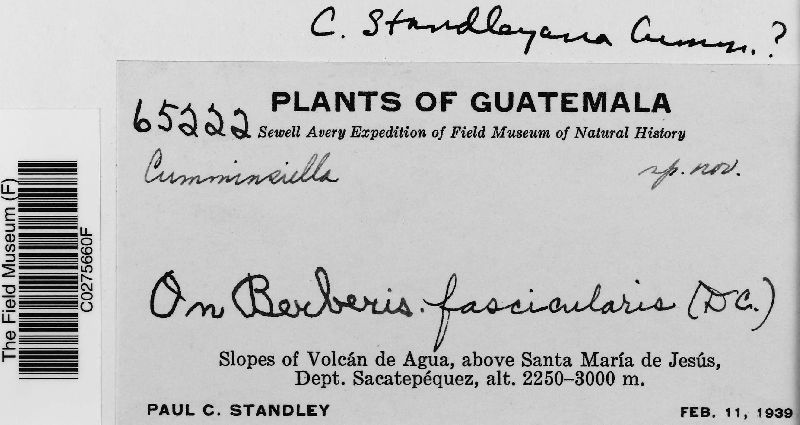 C. Standleyana Cumm.?
PLANTS OF GUATEMALA
65222
Sewell Avery Expedition of Field Museum of Natural History
Cumminsiella sp. nov.
On Berberis fascicularis (DC.)
Slopes of Volcán de Agua, above Santa María de Jesús,
Dept. Sacatepéquez, alt. 2250–3000 m.
PAUL C. STANDLEY FEB. 11, 1939
The Field Museum (F)
C0275660F